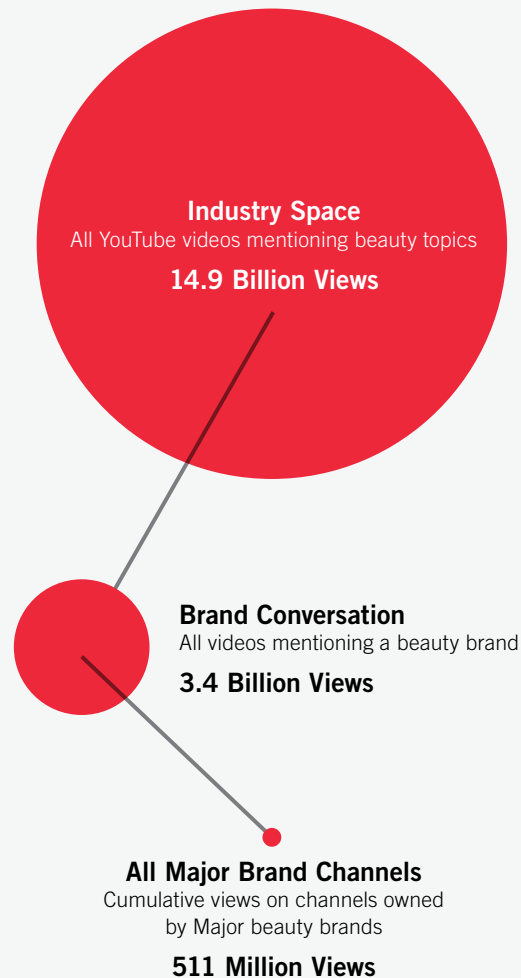 Industry Space
All YouTube videos mentioning beauty topics
14.9 Billion Views
Brand Conversation
All videos mentioning a beauty brand
3.4 Billion Views
All Major Brand Channels
Cumulative views on channels owned
by Major beauty brands
511 Million Views